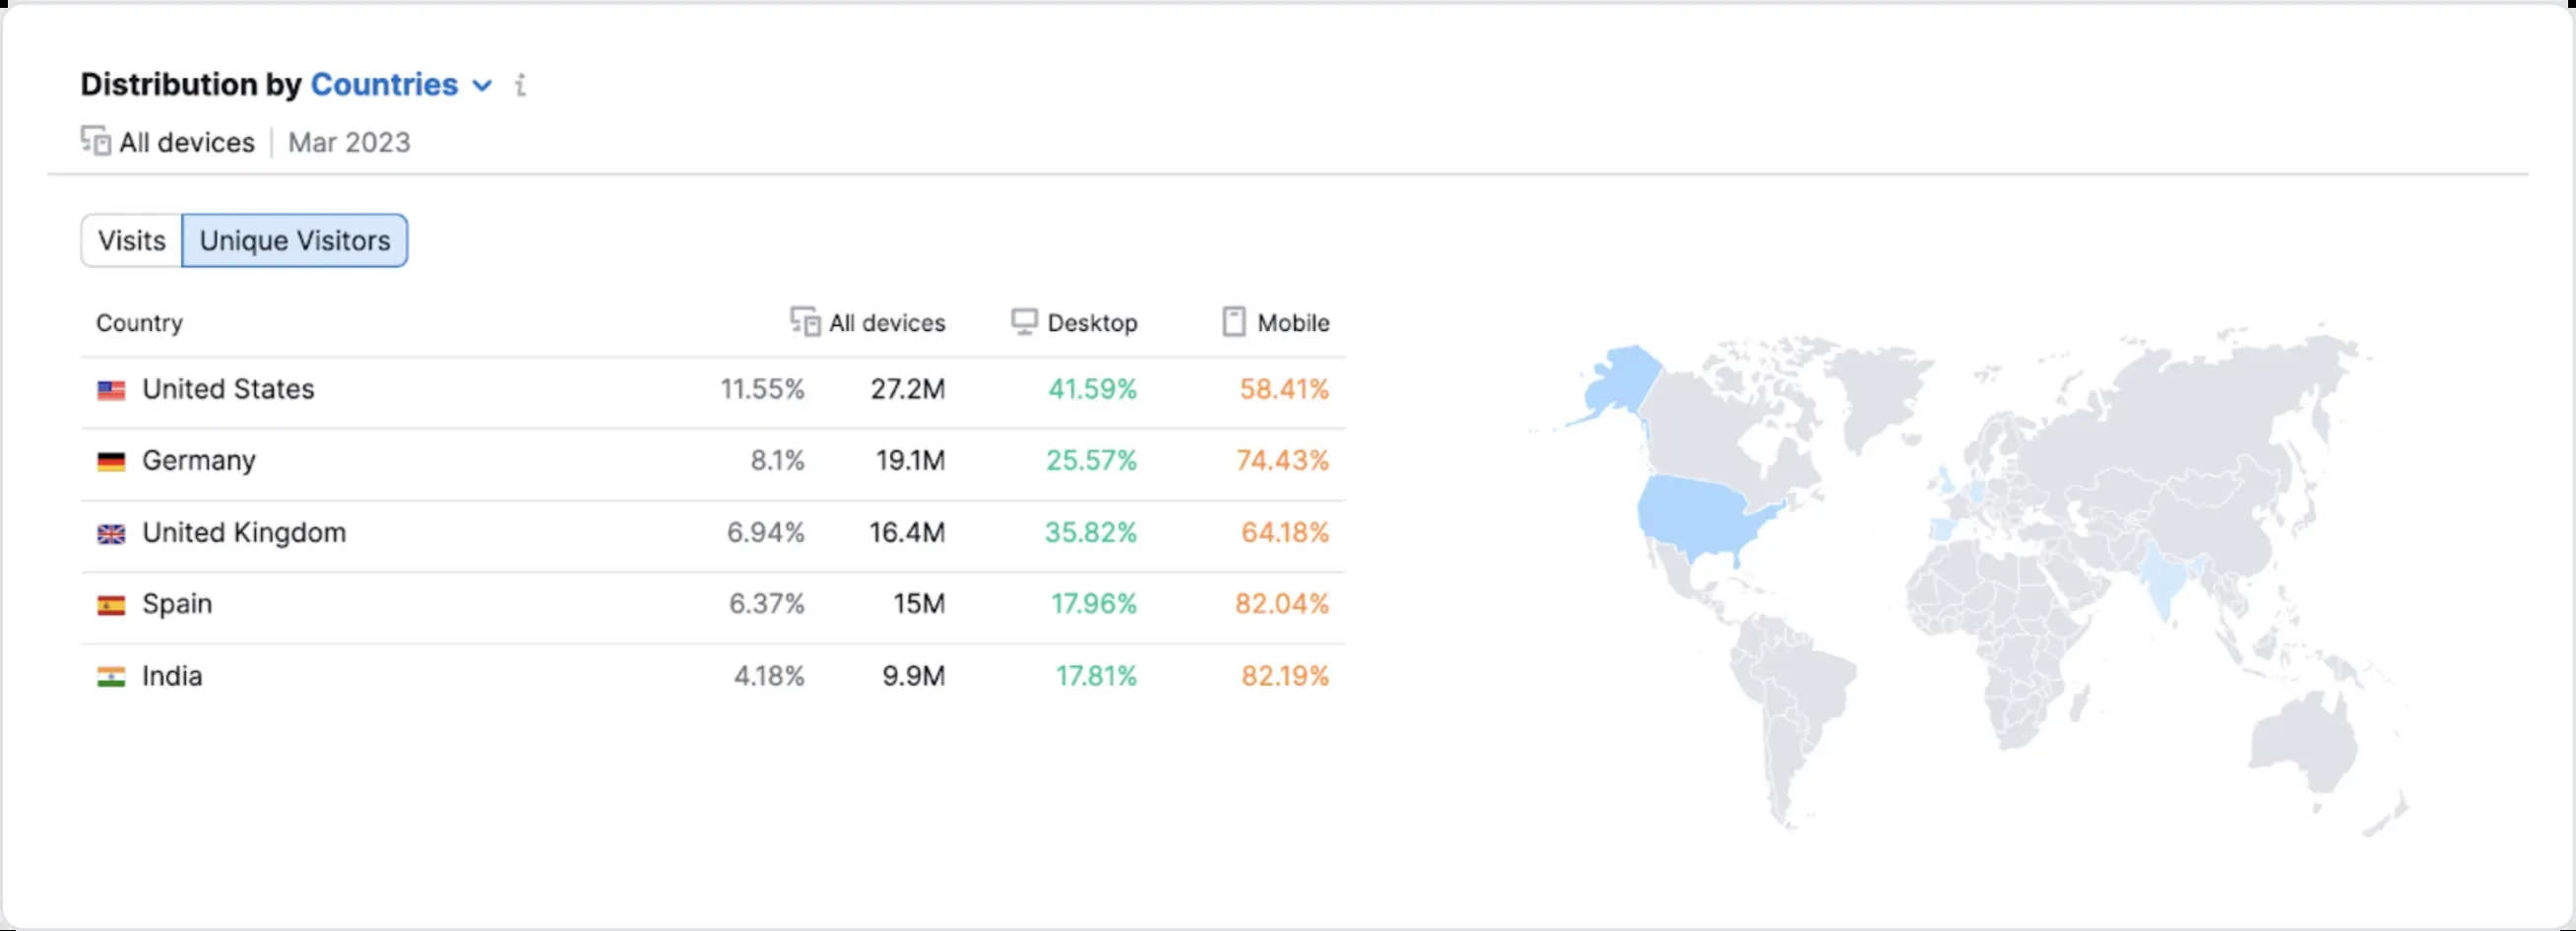 Distribution by Countries
All devices | Mar 2023
Visits Unique Visitors
Country All devices Desktop Mobile
United States 11.55% 27.2M 41.59% 58.41%
Germany 8.1% 19.1M 25.57% 74.43%
United Kingdom 6.94% 16.4M 35.82% 64.18%
Spain 6.37% 15M 17.96% 82.04%
India 4.18% 9.9M 17.81% 82.19%